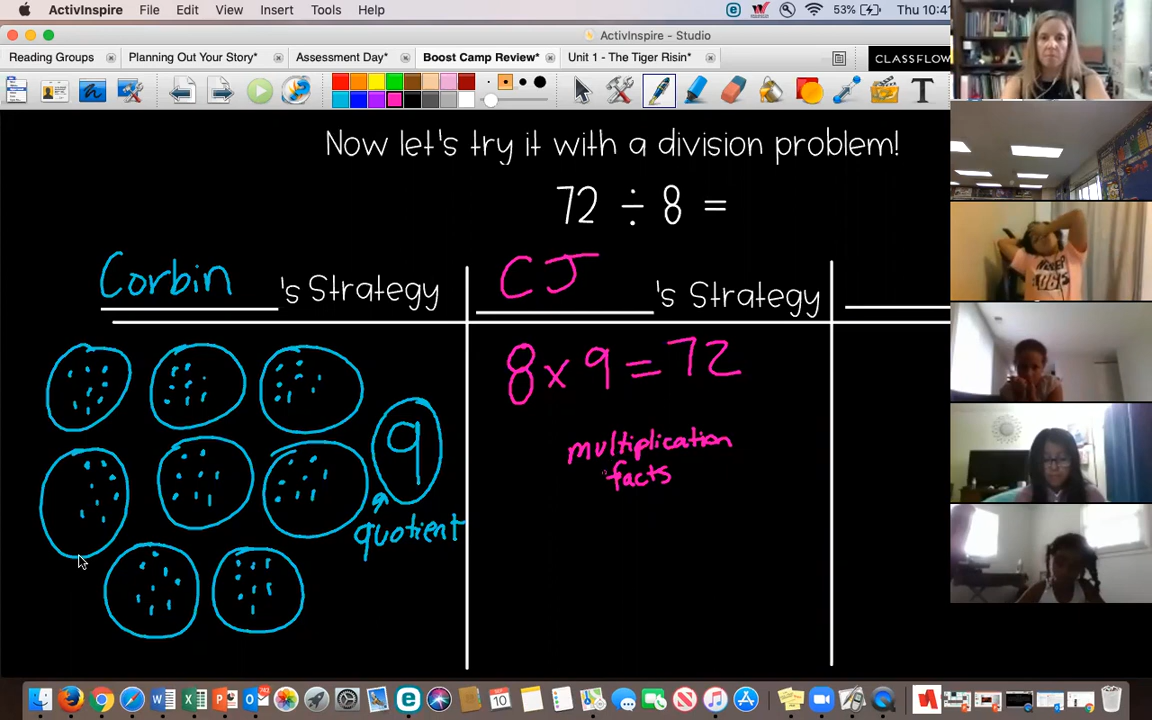 ActivInspire File Edit View Insert Tools Help 53% Thu 10:41
ActivInspire - Studio
Reading Groups Planning Out Your Story* Assessment Day* Boost Camp Review* Unit 1 - The Tiger Risin* CLASSFLOW
Now let's try it with a division problem!
72 ÷ 8 =
Corbin 's Strategy CJ 's Strategy
8 x 9 = 72
9
multiplication
facts
quotient